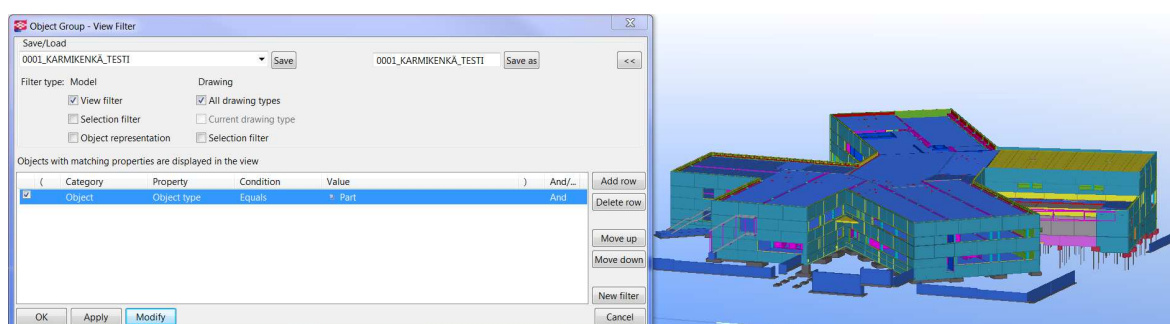 Object Group - View Filter
Save/Load
0001_KARMIKENKÄ_TESTI Save 0001_KARMIKENKÄ_TESTI Save as <<
Filter type: Model Drawing
View filter All drawing types
Selection filter Current drawing type
Object representation Selection filter
Objects with matching properties are displayed in the view
( Category Property Condition Value ) And/... Add row
Object Object type Equals Part And
Delete row
Move up
Move down
New filter
OK Apply Modify Cancel